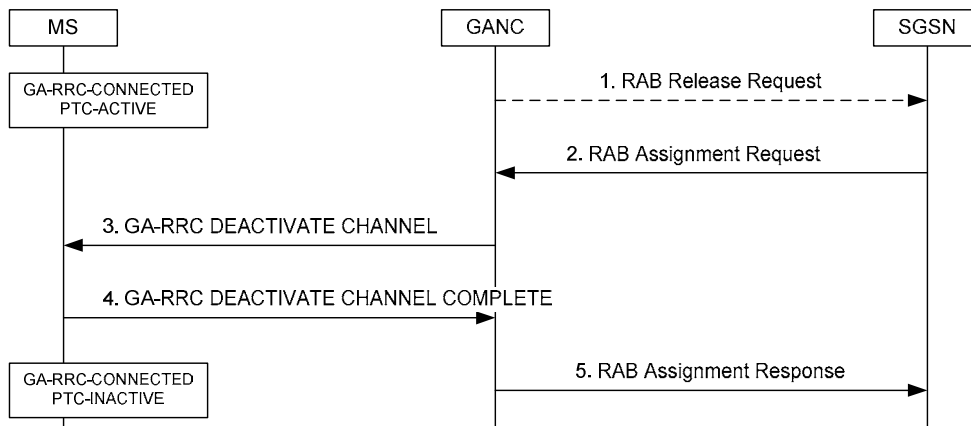 MS
GANC
SGSN
GA-RRC-CONNECTED
PTC-ACTIVE
1. RAB Release Request
2. RAB Assignment Request
3. GA-RRC DEACTIVATE CHANNEL
4. GA-RRC DEACTIVATE CHANNEL COMPLETE
GA-RRC-CONNECTED
PTC-INACTIVE
5. RAB Assignment Response